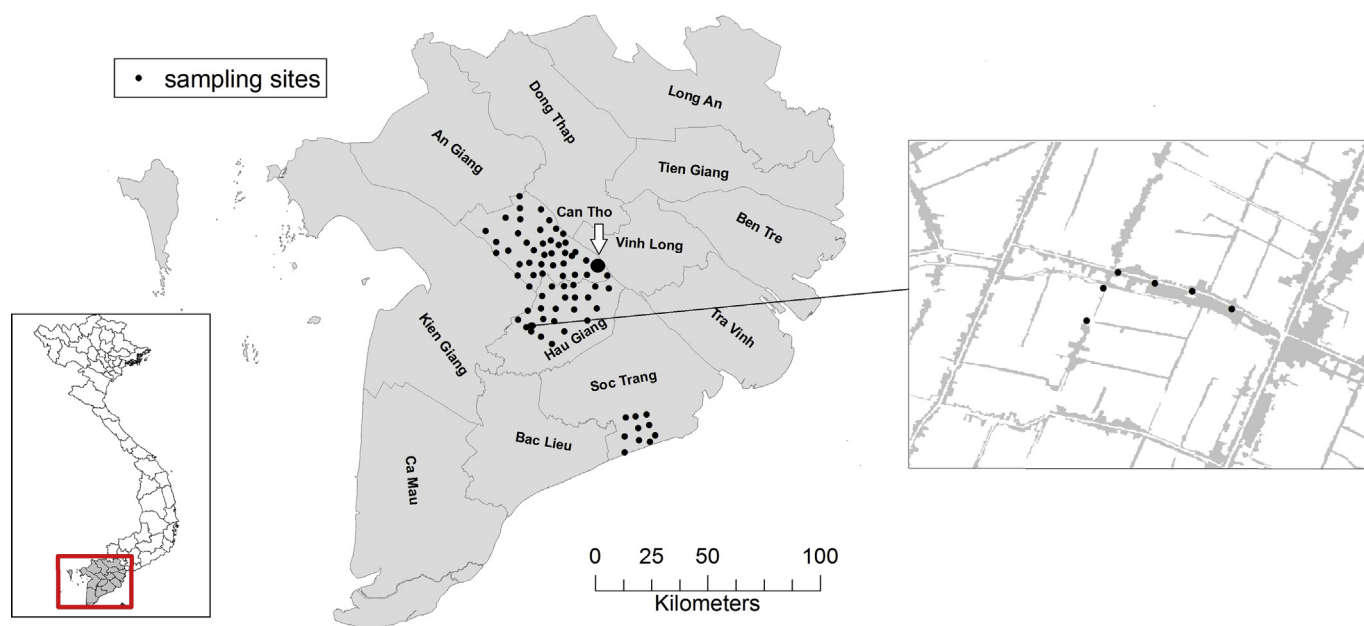 sampling sites
Long An
Dong Thap
An Giang
Tien Giang
Can Tho
Ben Tre
Vinh Long
Kien Giang
Hau Giang
Tra Vinh
Soc Trang
Bac Lieu
Ca Mau
0 25 50 100
Kilometers